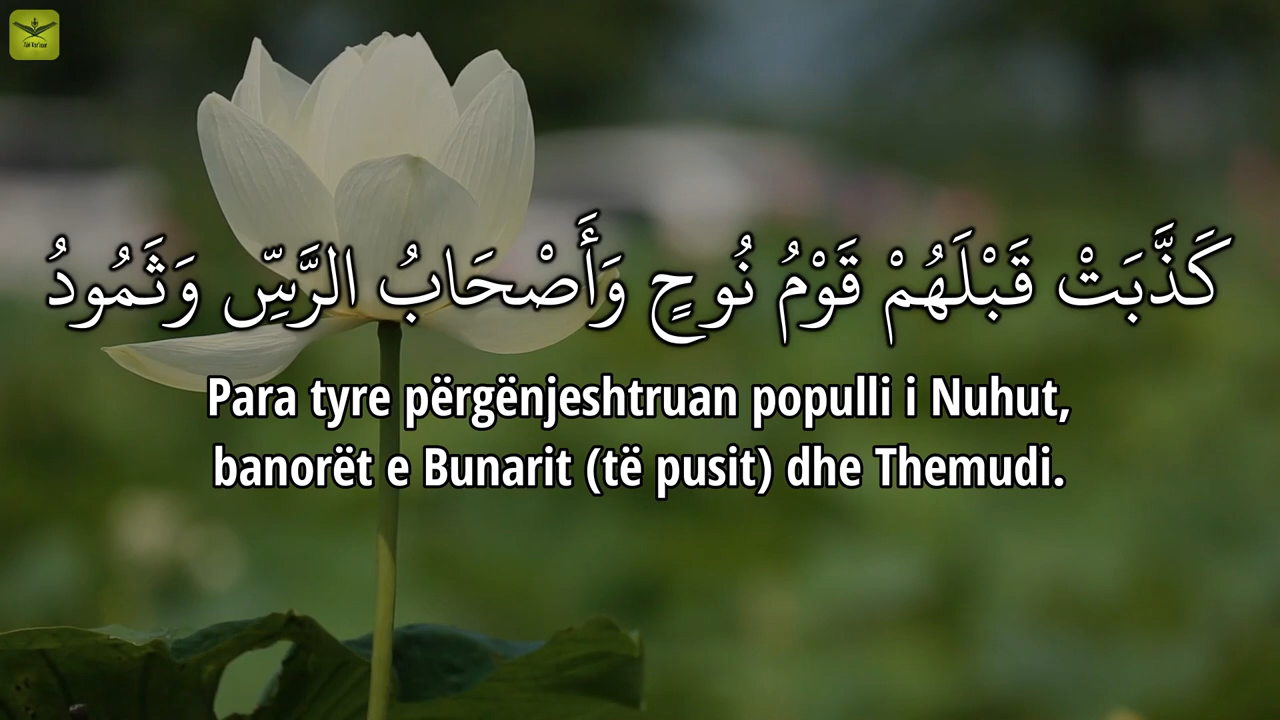 كَذَّبَتْ قَبْلَهُمْ قَوْمُ نُوحٍ وَأَصْحَابُ الرَّسِّ وَثَمُودُ
Para tyre përgënjeshtruan populli i Nuhut,
banorët e Bunarit (të pusit) dhe Themudi.